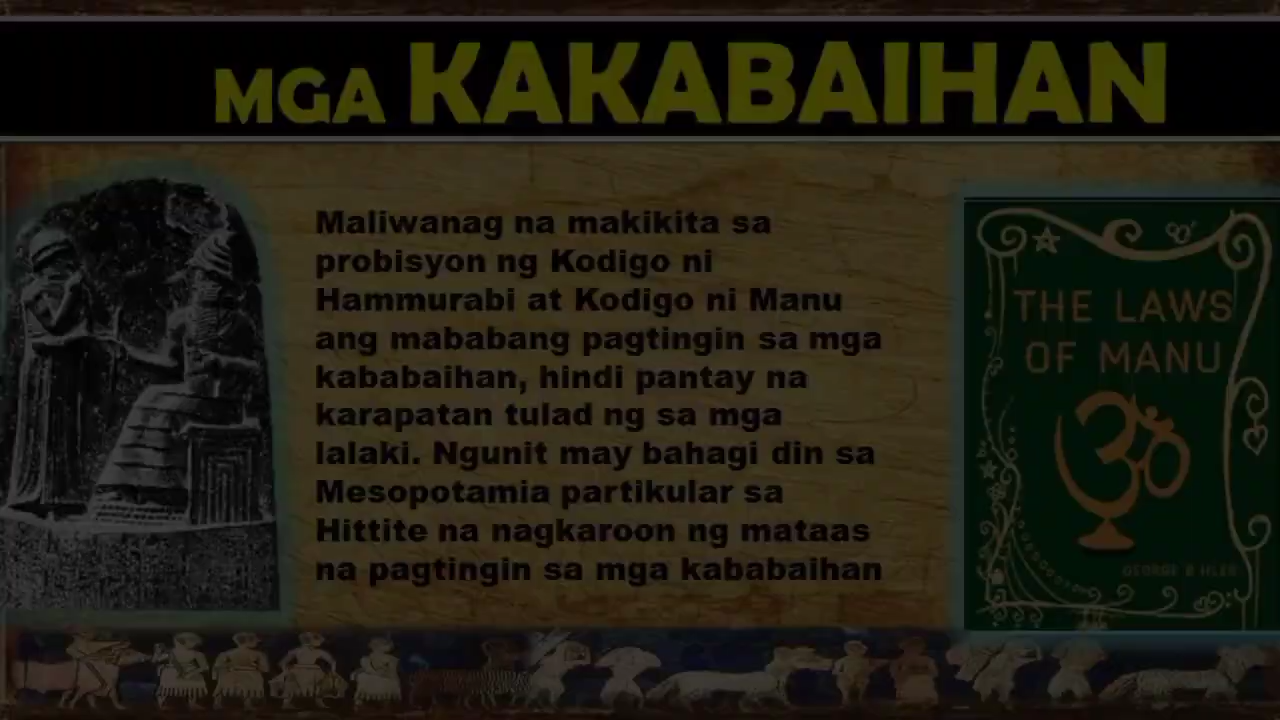 MGA KAKABAIHAN
Maliwanag na makikita sa
probisyon ng Kodigo ni
Hammurabi at Kodigo ni Manu
ang mababang pagtingin sa mga
kababaihan, hindi pantay na
karapatan tulad ng sa mga
lalaki. Ngunit may bahagi din sa
Mesopotamia partikular sa
Hittite na nagkaroon ng mataas
na pagtingin sa mga kababaihan
THE LAWS
OF MANU
GEORGE